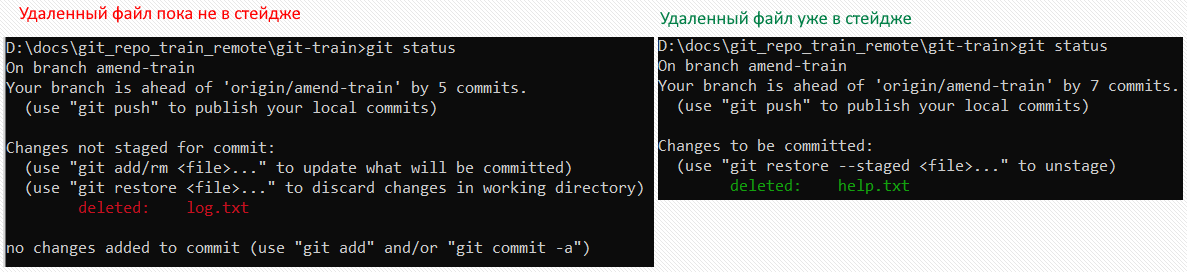 Удаленный файл пока не в стейдже
D:\docs\git_repo_train_remote\git-train>git status
On branch amend-train
Your branch is ahead of 'origin/amend-train' by 5 commits.
  (use "git push" to publish your local commits)
Changes not staged for commit:
  (use "git add/rm <file>..." to update what will be committed)
  (use "git restore <file>..." to discard changes in working directory)
        deleted:    log.txt
no changes added to commit (use "git add" and/or "git commit -a")
Удаленный файл уже в стейдже
D:\docs\git_repo_train_remote\git-train>git status
On branch amend-train
Your branch is ahead of 'origin/amend-train' by 7 commits.
  (use "git push" to publish your local commits)
Changes to be committed:
  (use "git restore --staged <file>..." to unstage)
        deleted:    help.txt